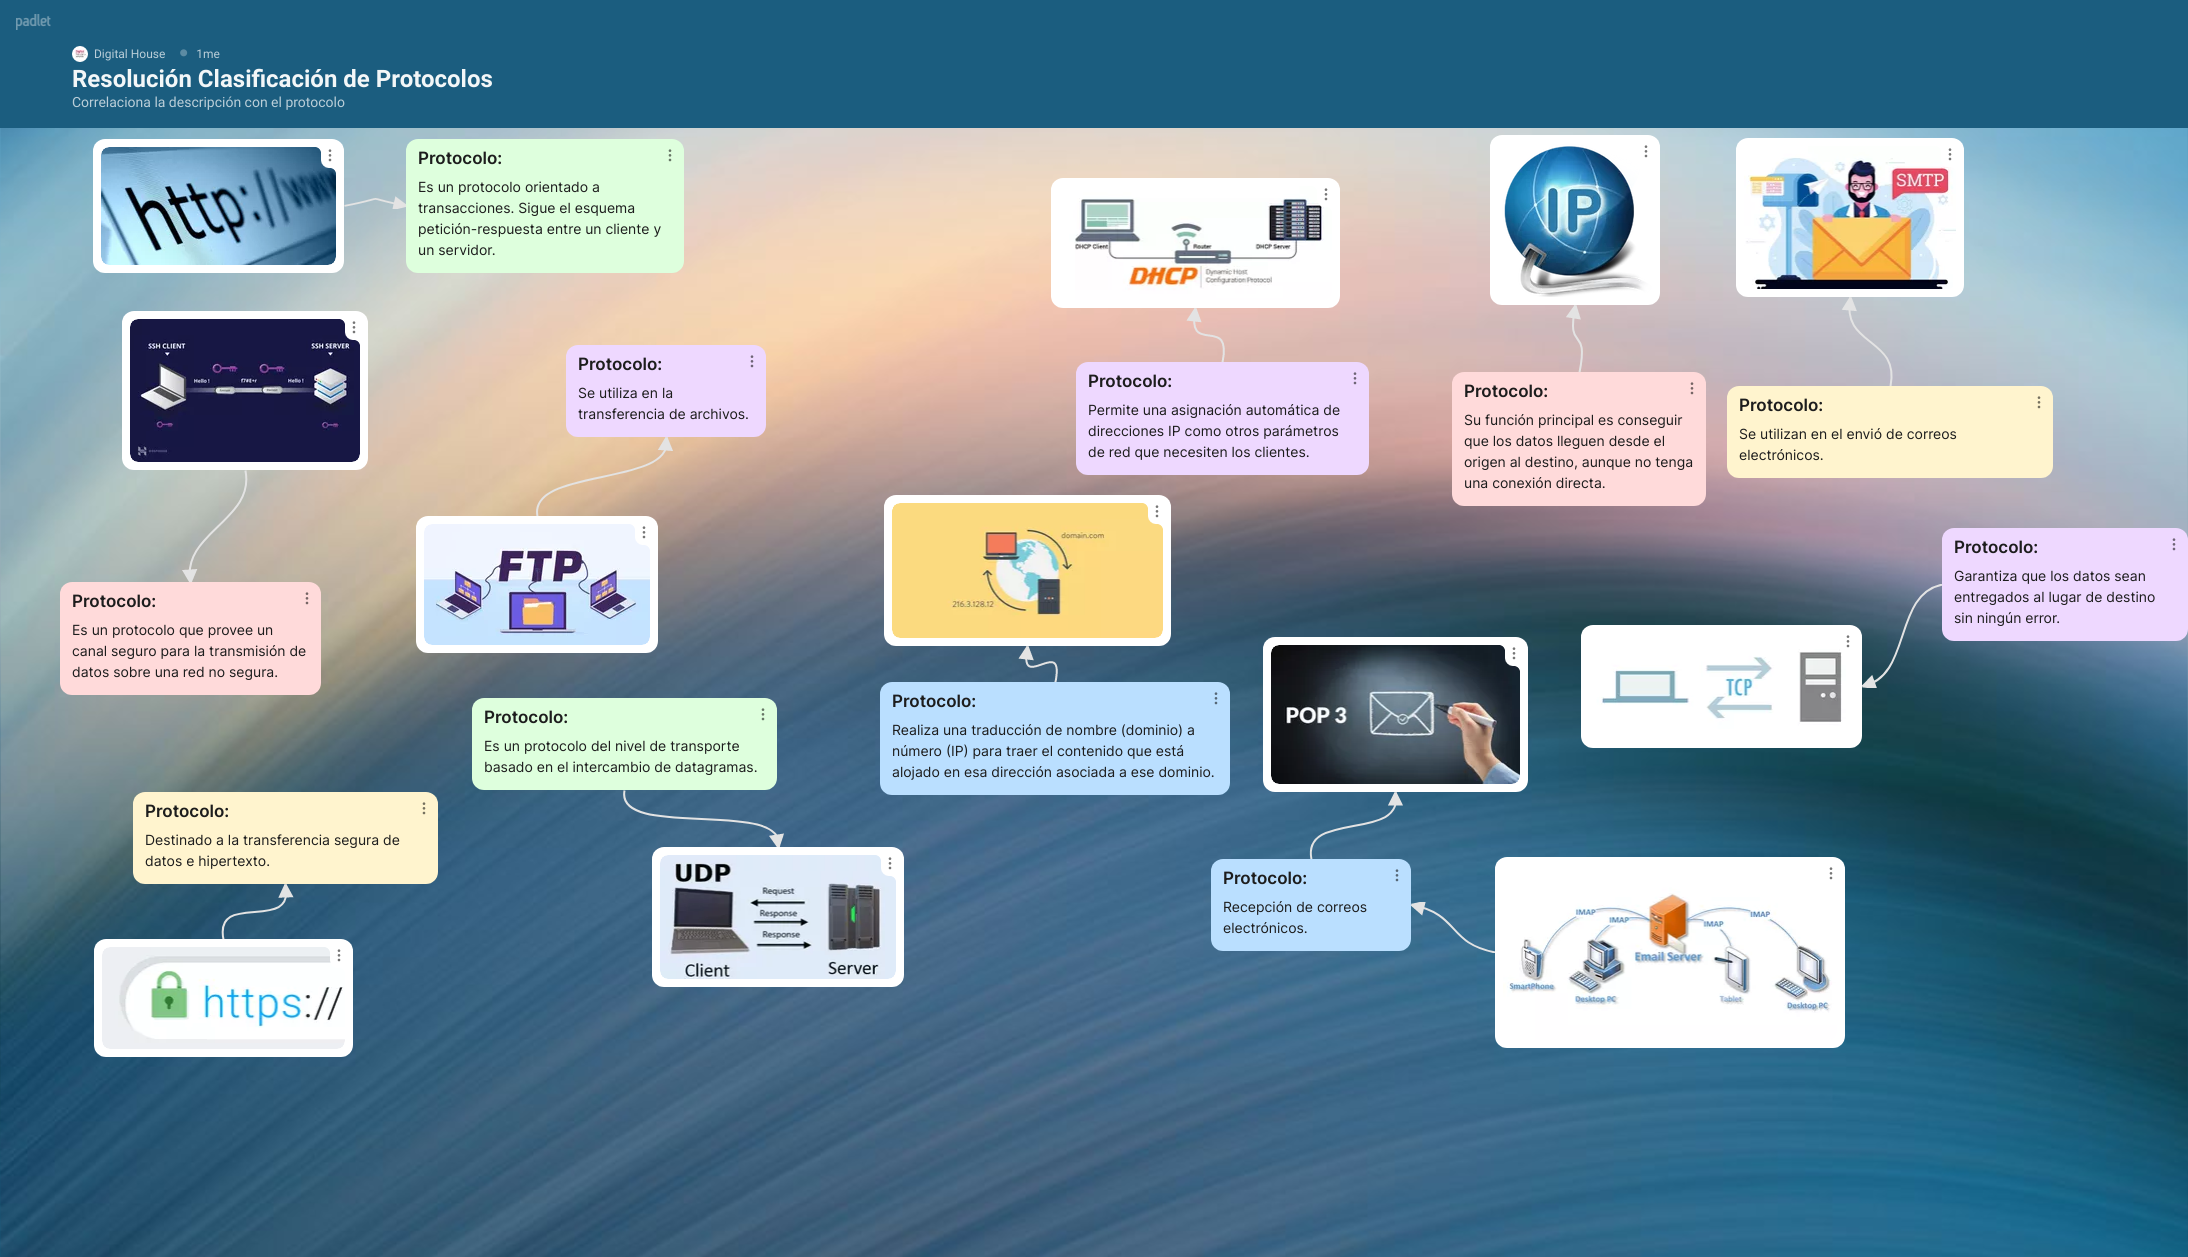 padlet
Digital House • 1me
Resolución Clasificación de Protocolos
Correlaciona la descripción con el protocolo
http://www
Protocolo:
Es un protocolo orientado a
transacciones. Sigue el esquema
petición-respuesta entre un cliente y
un servidor.
DHCP Client
Router
DHCP Server
DHCP
Dynamic Host
Configuration Protocol
IP
SMTP
SSH CLIENT
SSH SERVER
Hello !
Hello !
Protocolo:
Se utiliza en la
transferencia de archivos.
Protocolo:
Permite una asignación automática de
direcciones IP como otros parámetros
de red que necesiten los clientes.
Protocolo:
Su función principal es conseguir
que los datos lleguen desde el
origen al destino, aunque no tenga
una conexión directa.
Protocolo:
Se utilizan en el envió de correos
electrónicos.
FTP
domain.com
216.3.128.12
Protocolo:
Garantiza que los datos sean
entregados al lugar de destino
sin ningún error.
Protocolo:
Es un protocolo que provee un
canal seguro para la transmisión de
datos sobre una red no segura.
TCP
POP 3
Protocolo:
Es un protocolo del nivel de transporte
basado en el intercambio de datagramas.
Protocolo:
Realiza una traducción de nombre (dominio) a
número (IP) para traer el contenido que está
alojado en esa dirección asociada a ese dominio.
Protocolo:
Destinado a la transferencia segura de
datos e hipertexto.
UDP
Request
Response
Response
Client
Server
Protocolo:
Recepción de correos
electrónicos.
IMAP
IMAP
IMAP
IMAP
Email Server
SmartPhone
Desktop PC
Tablet
Desktop PC
https://